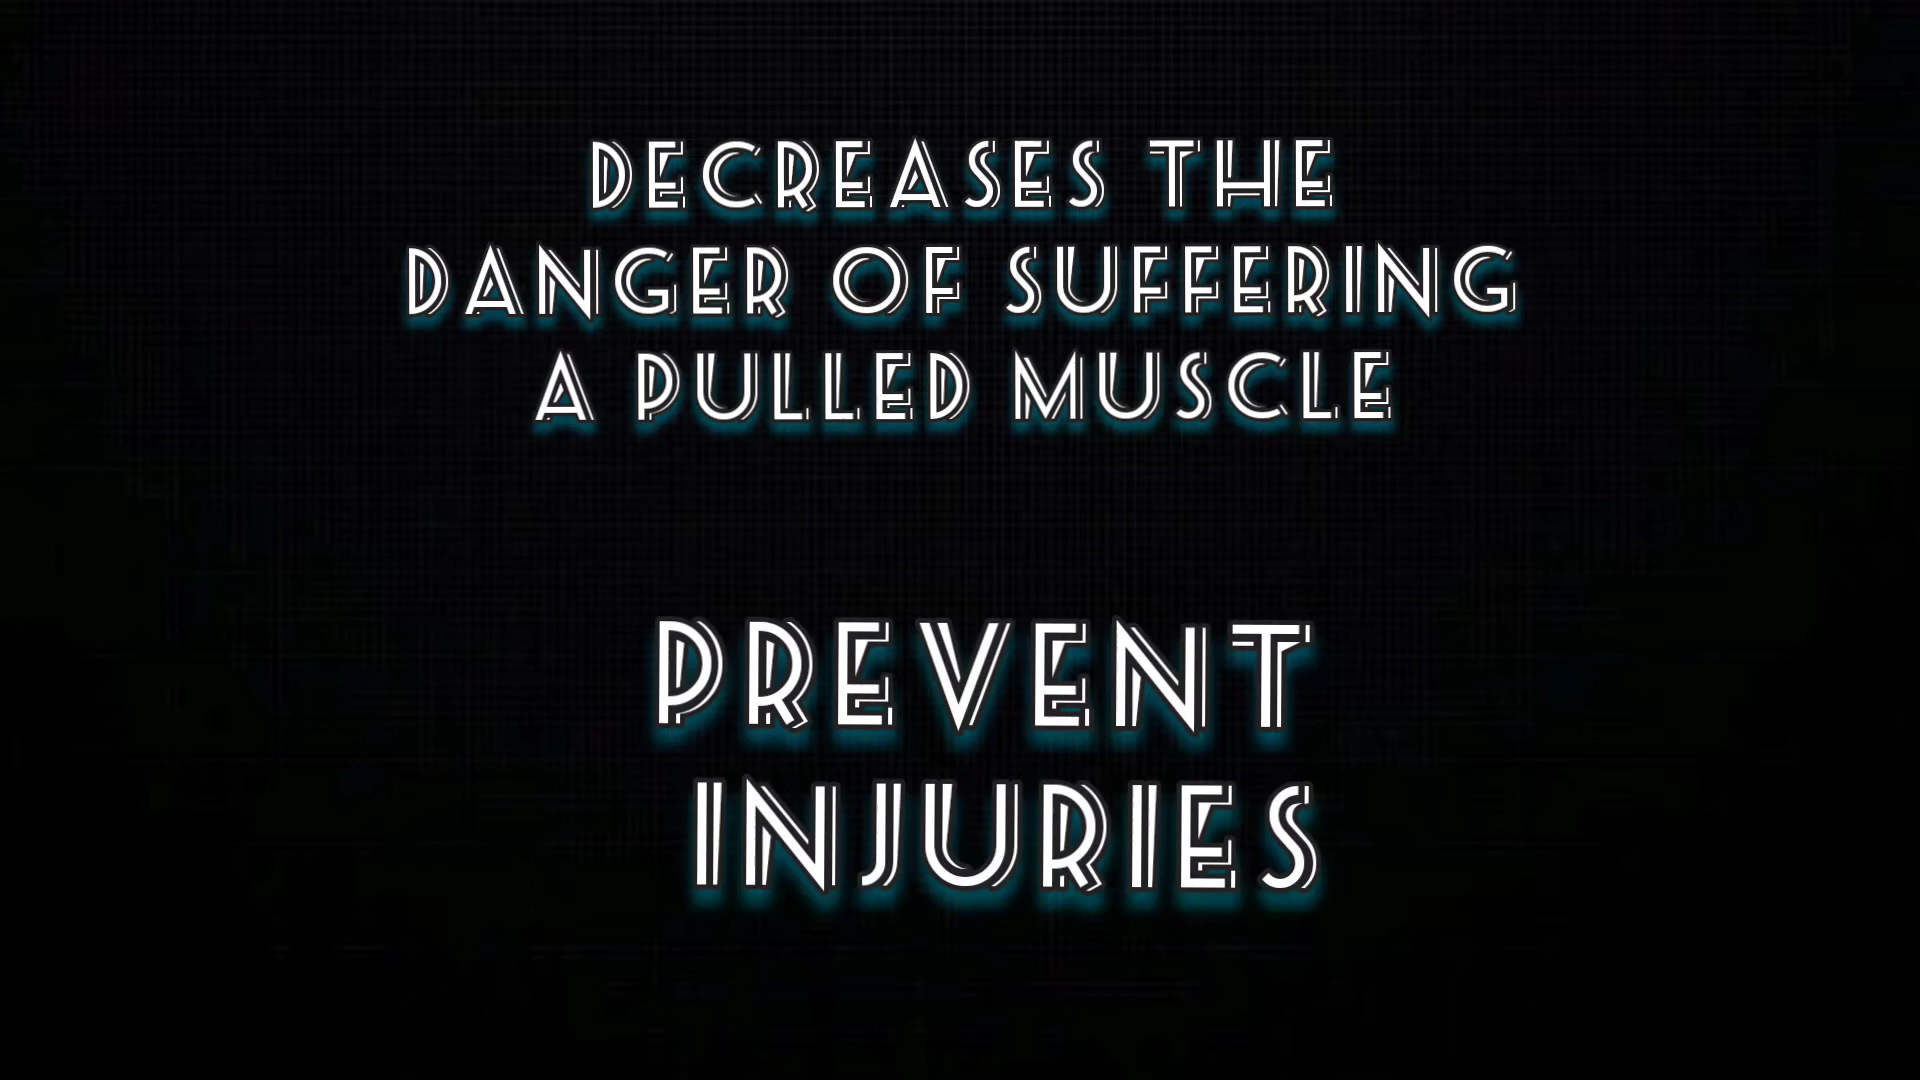 DECREASES THE
DANGER OF SUFFERING
A PULLED MUSCLE
PREVENT
INJURIES